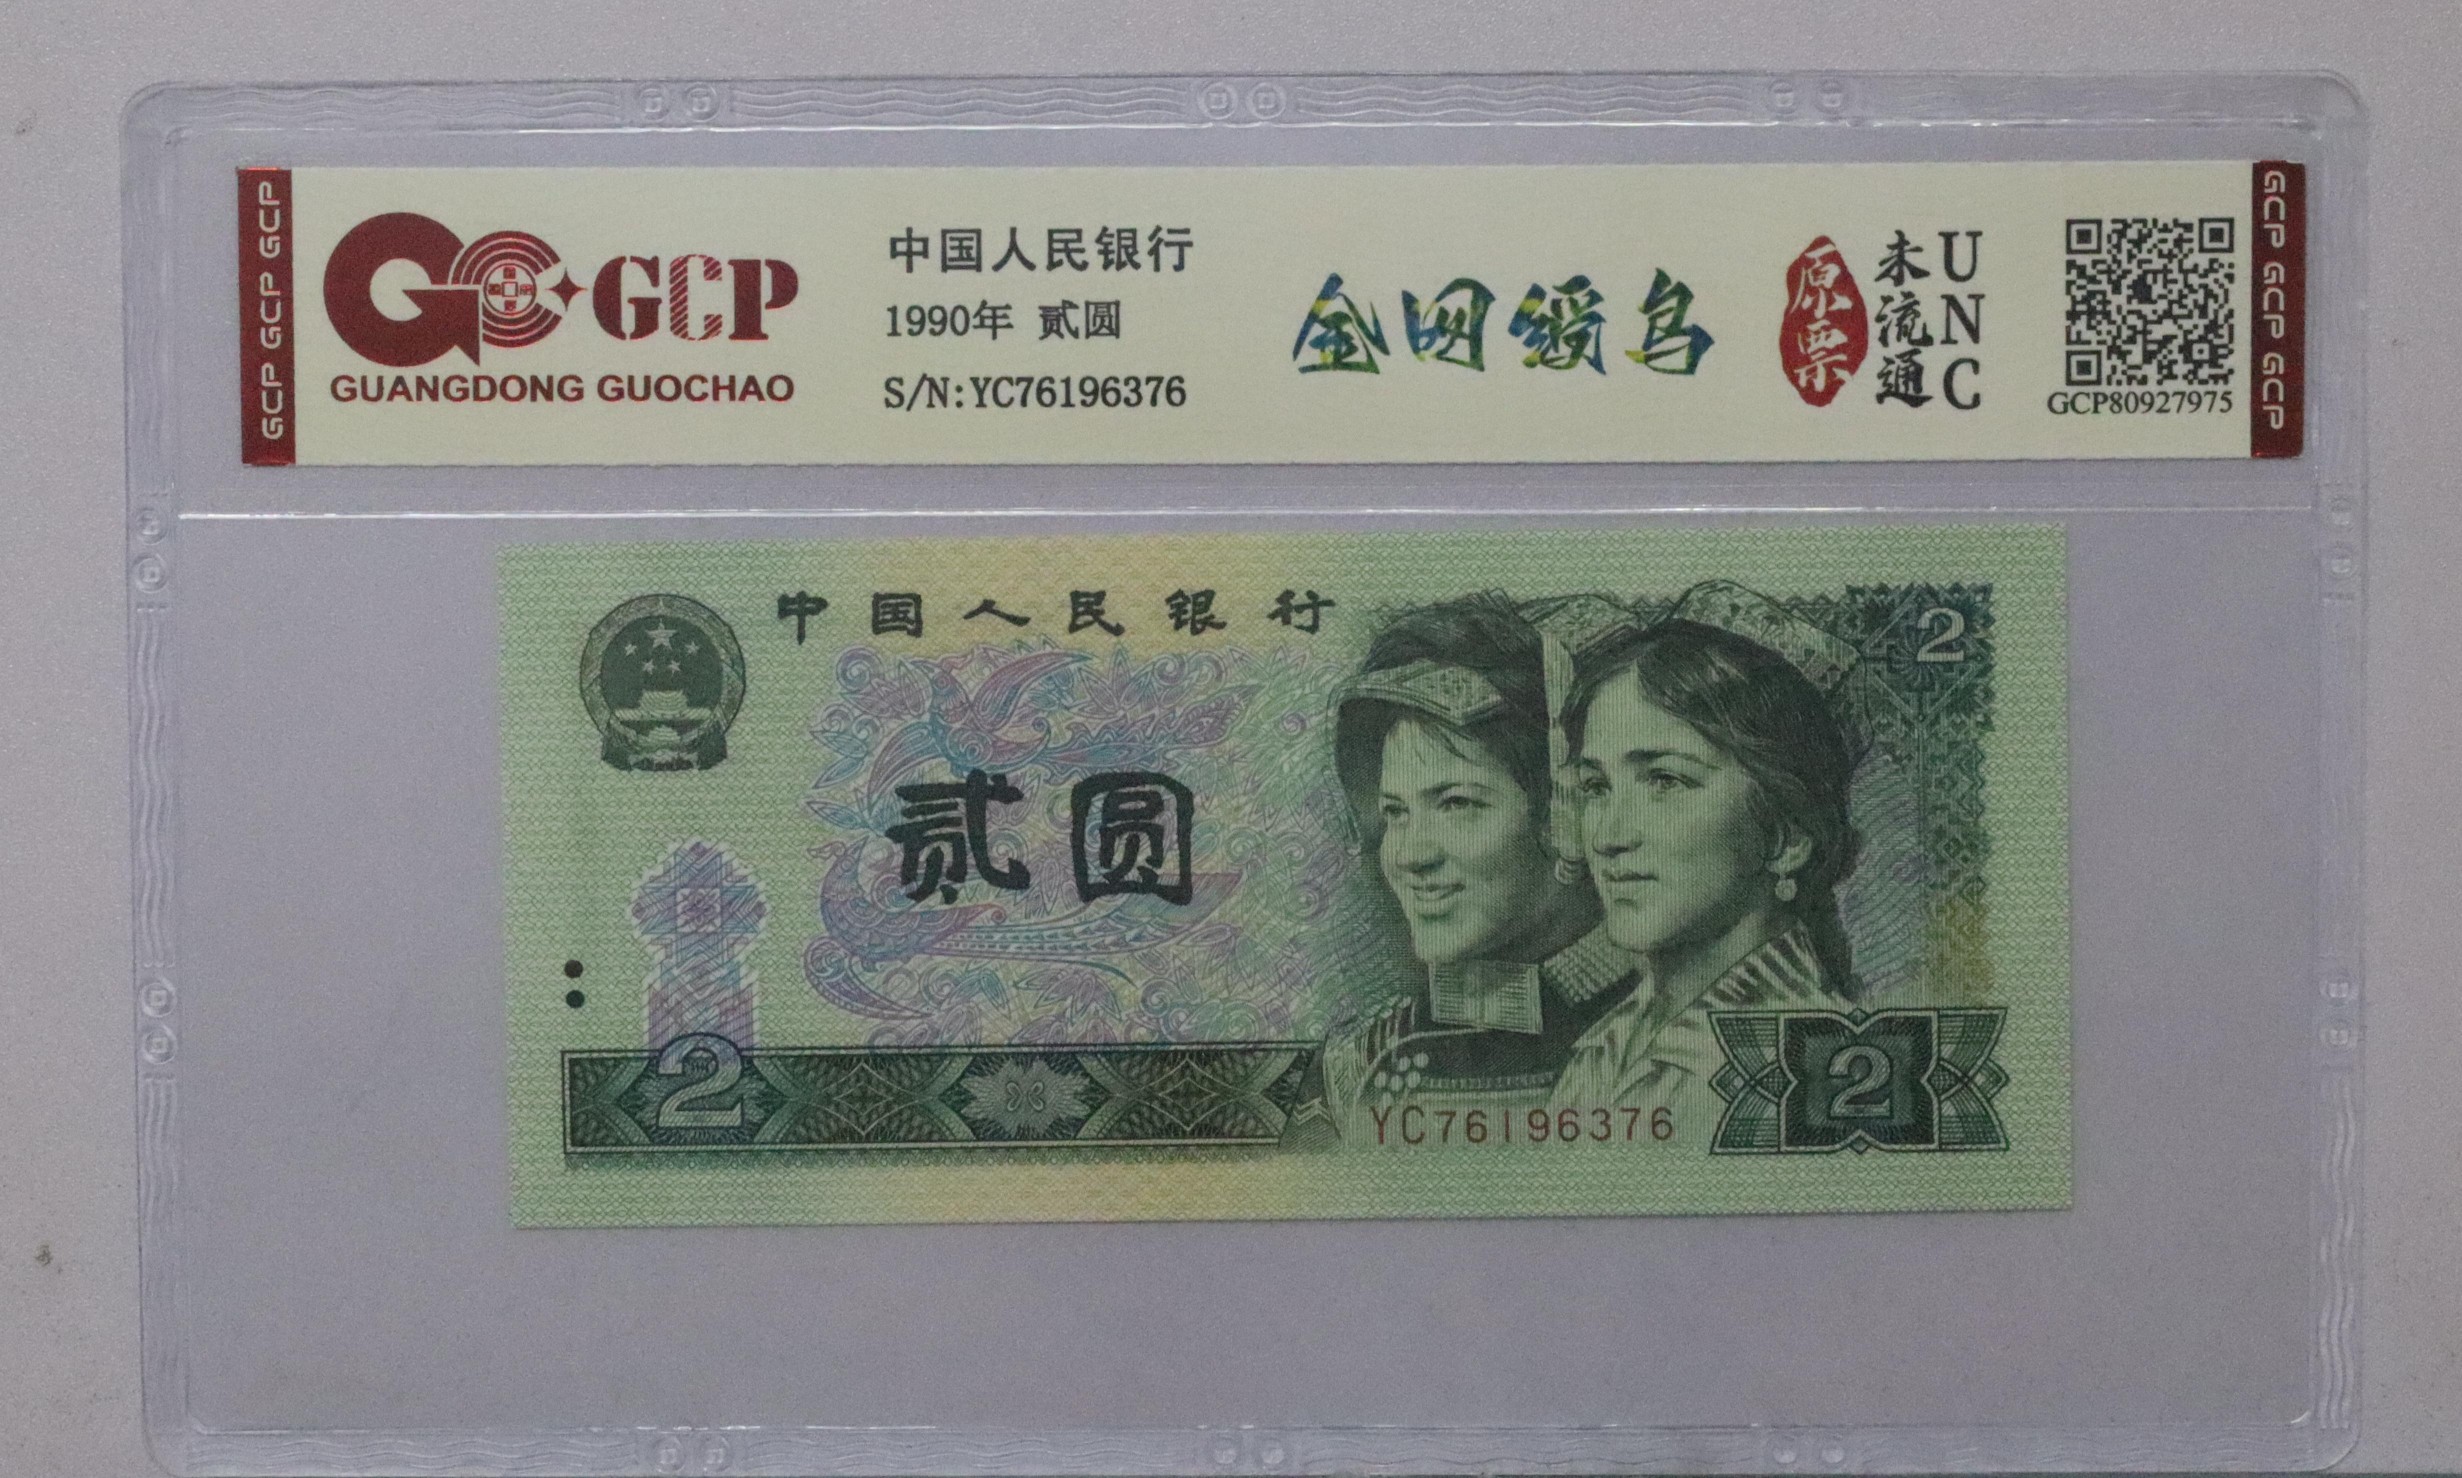 GCP GCP GCP
GCP
GUANGDONG GUOCHAO
中国人民银行
1990年 贰圆
S/N:YC76196376
金网绶鸟
原票
未流通
UNC
GCP80927975
GCP GCP GCP
中国人民银行
2
贰圆
2
YC76196376
2